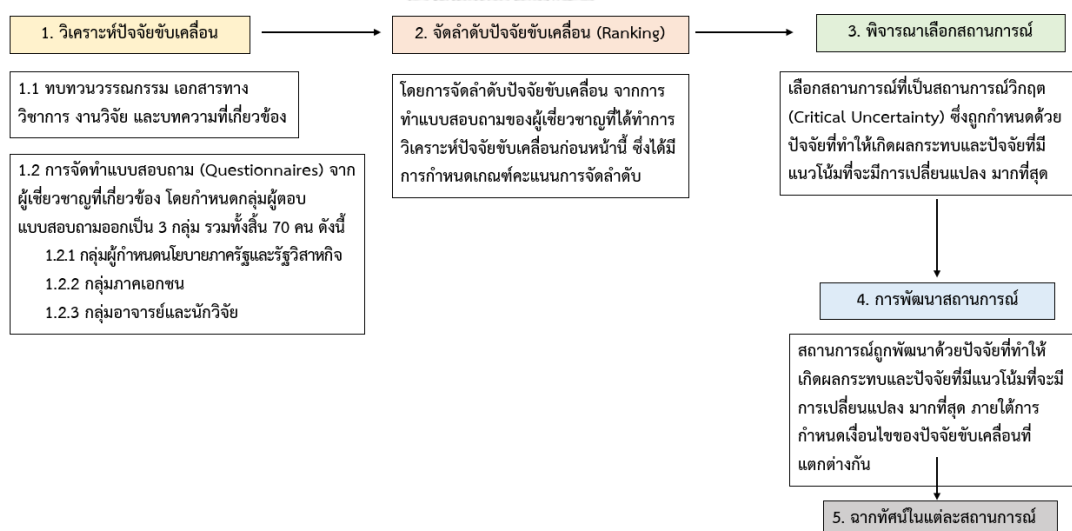 1. วิเคราะห์ปัจจัยขับเคลื่อน
2. จัดลำดับปัจจัยขับเคลื่อน (Ranking)
3. พิจารณาเลือกสถานการณ์
1.1 ทบทวนวรรณกรรม เอกสารทาง
วิชาการ งานวิจัย และบทความที่เกี่ยวข้อง
1.2 การจัดทำแบบสอบถาม (Questionnaires) จาก
ผู้เชี่ยวชาญที่เกี่ยวข้อง โดยกำหนดกลุ่มผู้ตอบ
แบบสอบถามออกเป็น 3 กลุ่ม รวมทั้งสิ้น 70 คน ดังนี้
1.2.1 กลุ่มผู้กำหนดนโยบายภาครัฐและรัฐวิสาหกิจ
1.2.2 กลุ่มภาคเอกชน
1.2.3 กลุ่มอาจารย์และนักวิจัย
โดยการจัดลำดับปัจจัยขับเคลื่อน จากการ
ทำแบบสอบถามของผู้เชี่ยวชาญที่ได้ทำการ
วิเคราะห์ปัจจัยขับเคลื่อนก่อนหน้านี้ ซึ่งได้มี
การกำหนดเกณฑ์คะแนนการจัดลำดับ
เลือกสถานการณ์ที่เป็นสถานการณ์วิกฤต
(Critical Uncertainty) ซึ่งถูกกำหนดด้วย
ปัจจัยที่ทำให้เกิดผลกระทบและปัจจัยที่มี
แนวโน้มที่จะมีการเปลี่ยนแปลง มากที่สุด
4. การพัฒนาสถานการณ์
สถานการณ์ถูกพัฒนาด้วยปัจจัยที่ทำให้
เกิดผลกระทบและปัจจัยที่มีแนวโน้มที่จะมี
การเปลี่ยนแปลง มากที่สุด ภายใต้การ
กำหนดเงื่อนไขของปัจจัยขับเคลื่อนที่
แตกต่างกัน
5. ฉากทัศน์ในแต่ละสถานการณ์